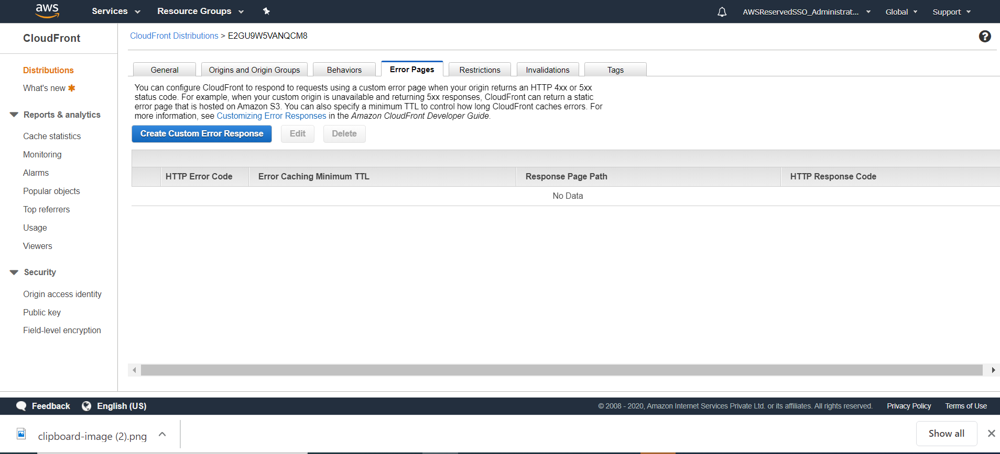 aws Services Resource Groups AWSReservedSSO_Administrat... Global Support
CloudFront
Distributions
What's new
Reports & analytics
Cache statistics
Monitoring
Alarms
Popular objects
Top referrers
Usage
Viewers
Security
Origin access identity
Public key
Field-level encryption
CloudFront Distributions > E2GU9W5VANQCM8
?
General Origins and Origin Groups Behaviors Error Pages Restrictions Invalidations Tags
You can configure CloudFront to respond to requests using a custom error page when your origin returns an HTTP 4xx or 5xx
status code. For example, when your custom origin is unavailable and returning 5xx responses, CloudFront can return a static
error page that is hosted on Amazon S3. You can also specify a minimum TTL to control how long CloudFront caches errors. For
more information, see Customizing Error Responses in the Amazon CloudFront Developer Guide.
Create Custom Error Response Edit Delete
HTTP Error Code Error Caching Minimum TTL Response Page Path HTTP Response Code
No Data
Feedback English (US) © 2008 - 2020, Amazon Internet Services Private Ltd. or its affiliates. All rights reserved. Privacy Policy Terms of Use
clipboard-image (2).png Show all